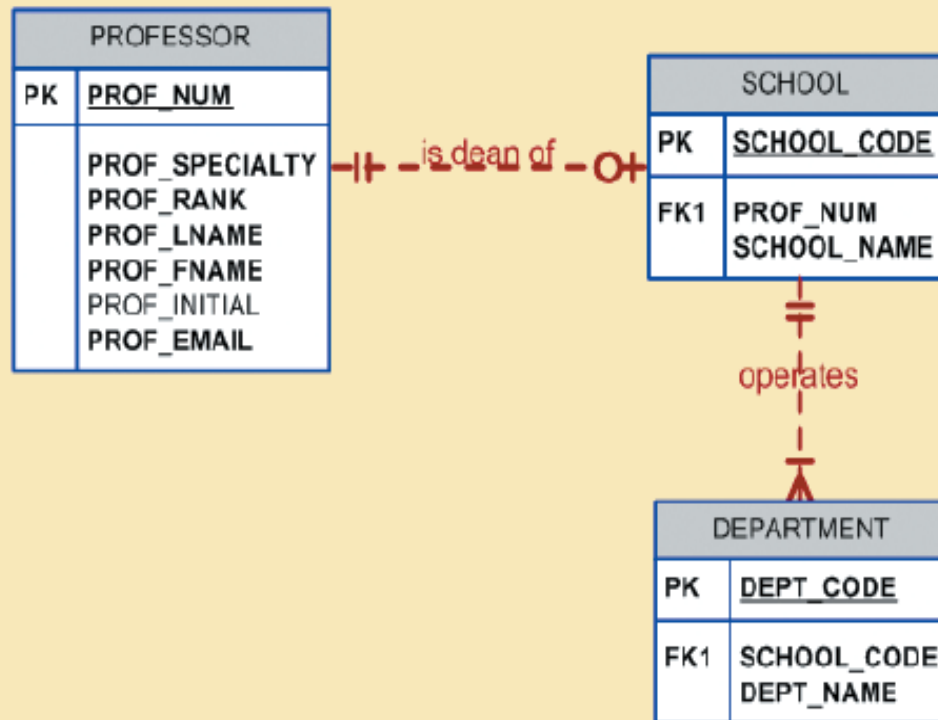 PROFESSOR
PK PROF_NUM
PROF_SPECIALTY
PROF_RANK
PROF_LNAME
PROF_FNAME
PROF_INITIAL
PROF_EMAIL
is dean of
SCHOOL
PK SCHOOL_CODE
FK1 PROF_NUM
SCHOOL_NAME
operates
DEPARTMENT
PK DEPT_CODE
FK1 SCHOOL_CODE
DEPT_NAME